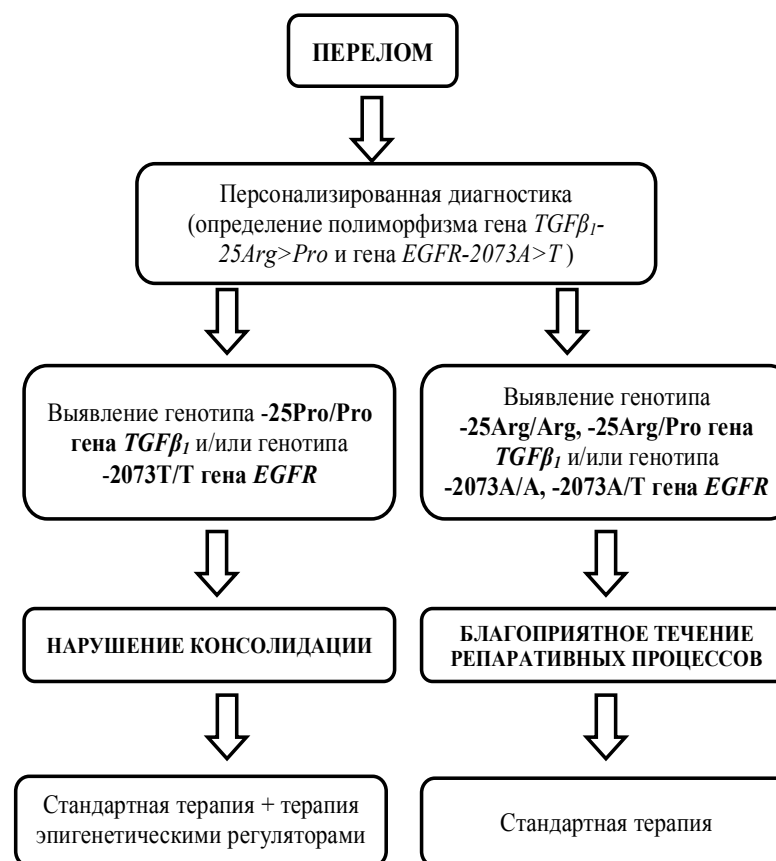 ПЕРЕЛОМ
Персонализированная диагностика
(определение полиморфизма гена TGFβ1-
25Arg>Pro и гена EGFR-2073A>T )
Выявление генотипа -25Pro/Pro
гена TGFβ1 и/или генотипа
-2073T/T гена EGFR
Выявление генотипа
-25Arg/Arg, -25Arg/Pro гена
TGFβ1 и/или генотипа
-2073A/A, -2073A/T гена EGFR
НАРУШЕНИЕ КОНСОЛИДАЦИИ
БЛАГОПРИЯТНОЕ ТЕЧЕНИЕ
РЕПАРАТИВНЫХ ПРОЦЕССОВ
Стандартная терапия + терапия
эпигенетическими регуляторами
Стандартная терапия